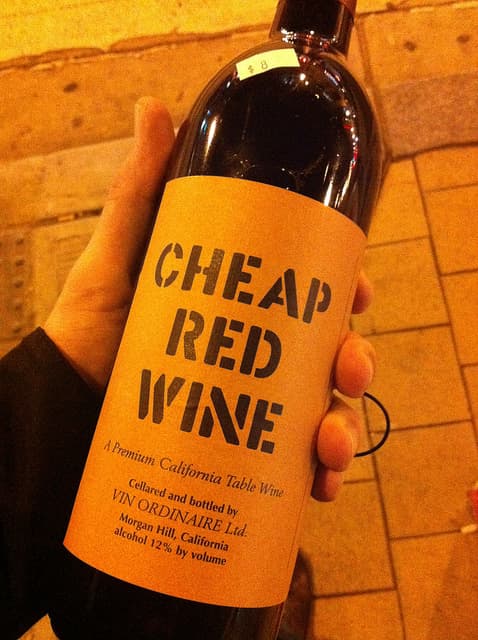 $8
CHEAP
RED
WINE
A Premium California Table Wine
Cellared and bottled by
VIN ORDINAIRE Ltd.
Morgan Hill, California
alcohol 12% by volume